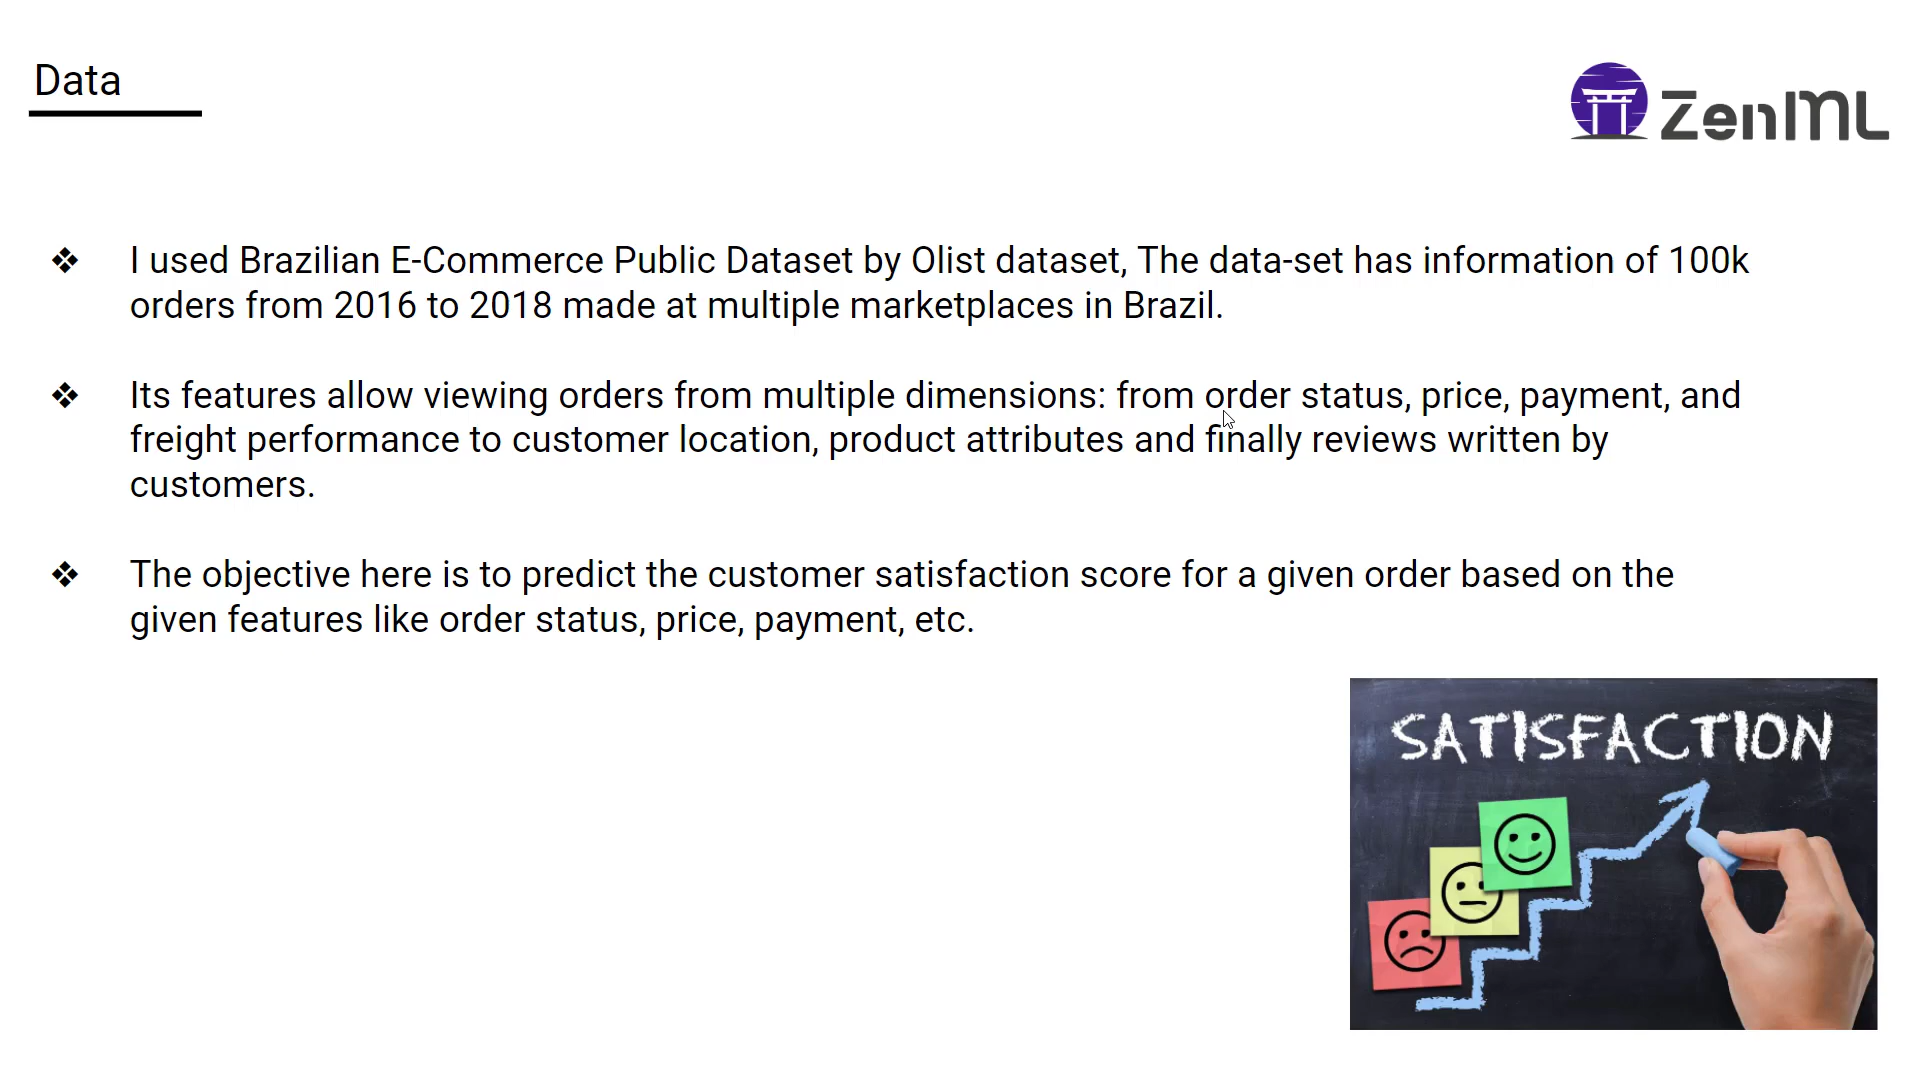 Data
ZenML
❖ I used Brazilian E-Commerce Public Dataset by Olist dataset, The data-set has information of 100k
orders from 2016 to 2018 made at multiple marketplaces in Brazil.
❖ Its features allow viewing orders from multiple dimensions: from order status, price, payment, and
freight performance to customer location, product attributes and finally reviews written by
customers.
❖ The objective here is to predict the customer satisfaction score for a given order based on the
given features like order status, price, payment, etc.
SATISFACTION